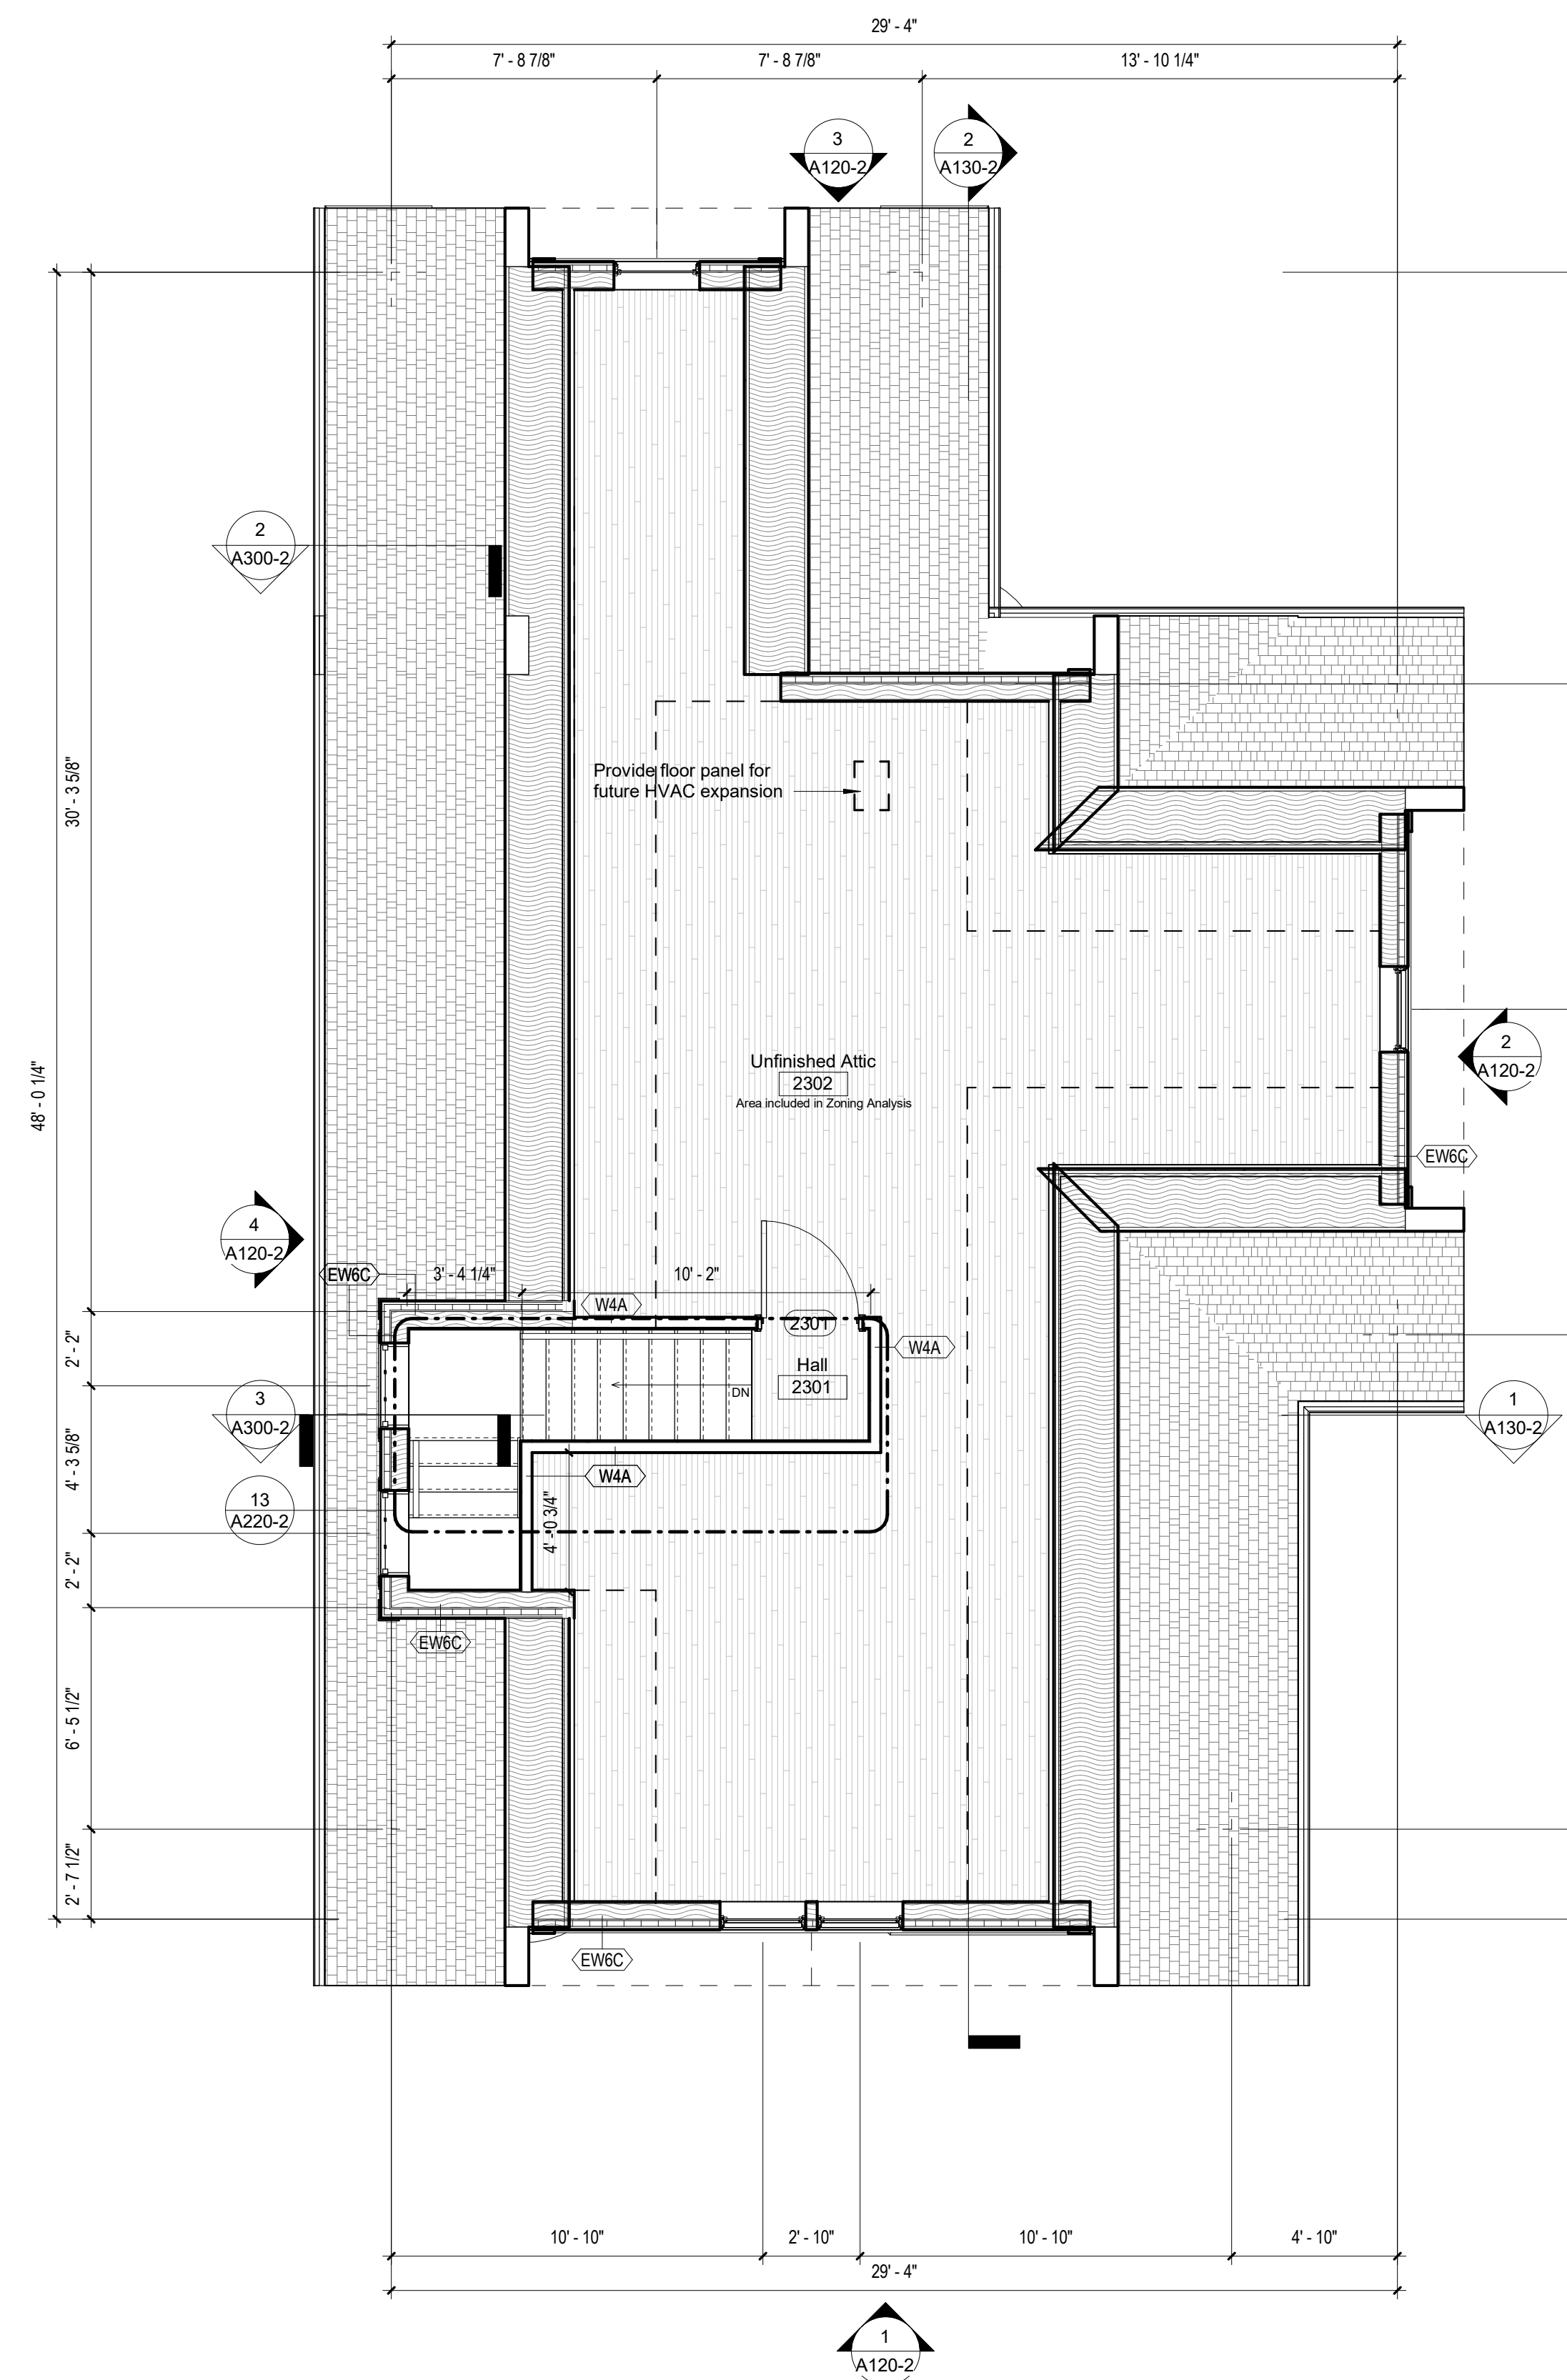 29' - 4"
7' - 8 7/8"
7' - 8 7/8"
13' - 10 1/4"
3
A120-2
2
A130-2
2
A300-2
30' - 3 5/8"
Provide floor panel for
future HVAC expansion
48' - 0 1/4"
Unfinished Attic
2302
Area included in Zoning Analysis
2
A120-2
EW6C
4
A120-2
EW6C
3' - 4 1/4"
10' - 2"
W4A
2301
W4A
Hall
2301
DN
2' - 2"
3
A300-2
1
A130-2
4' - 3 5/8"
W4A
13
A220-2
4' - 0 3/4"
2' - 2"
EW6C
6' - 5 1/2"
2' - 7 1/2"
EW6C
10' - 10"
2' - 10"
10' - 10"
4' - 10"
29' - 4"
1
A120-2